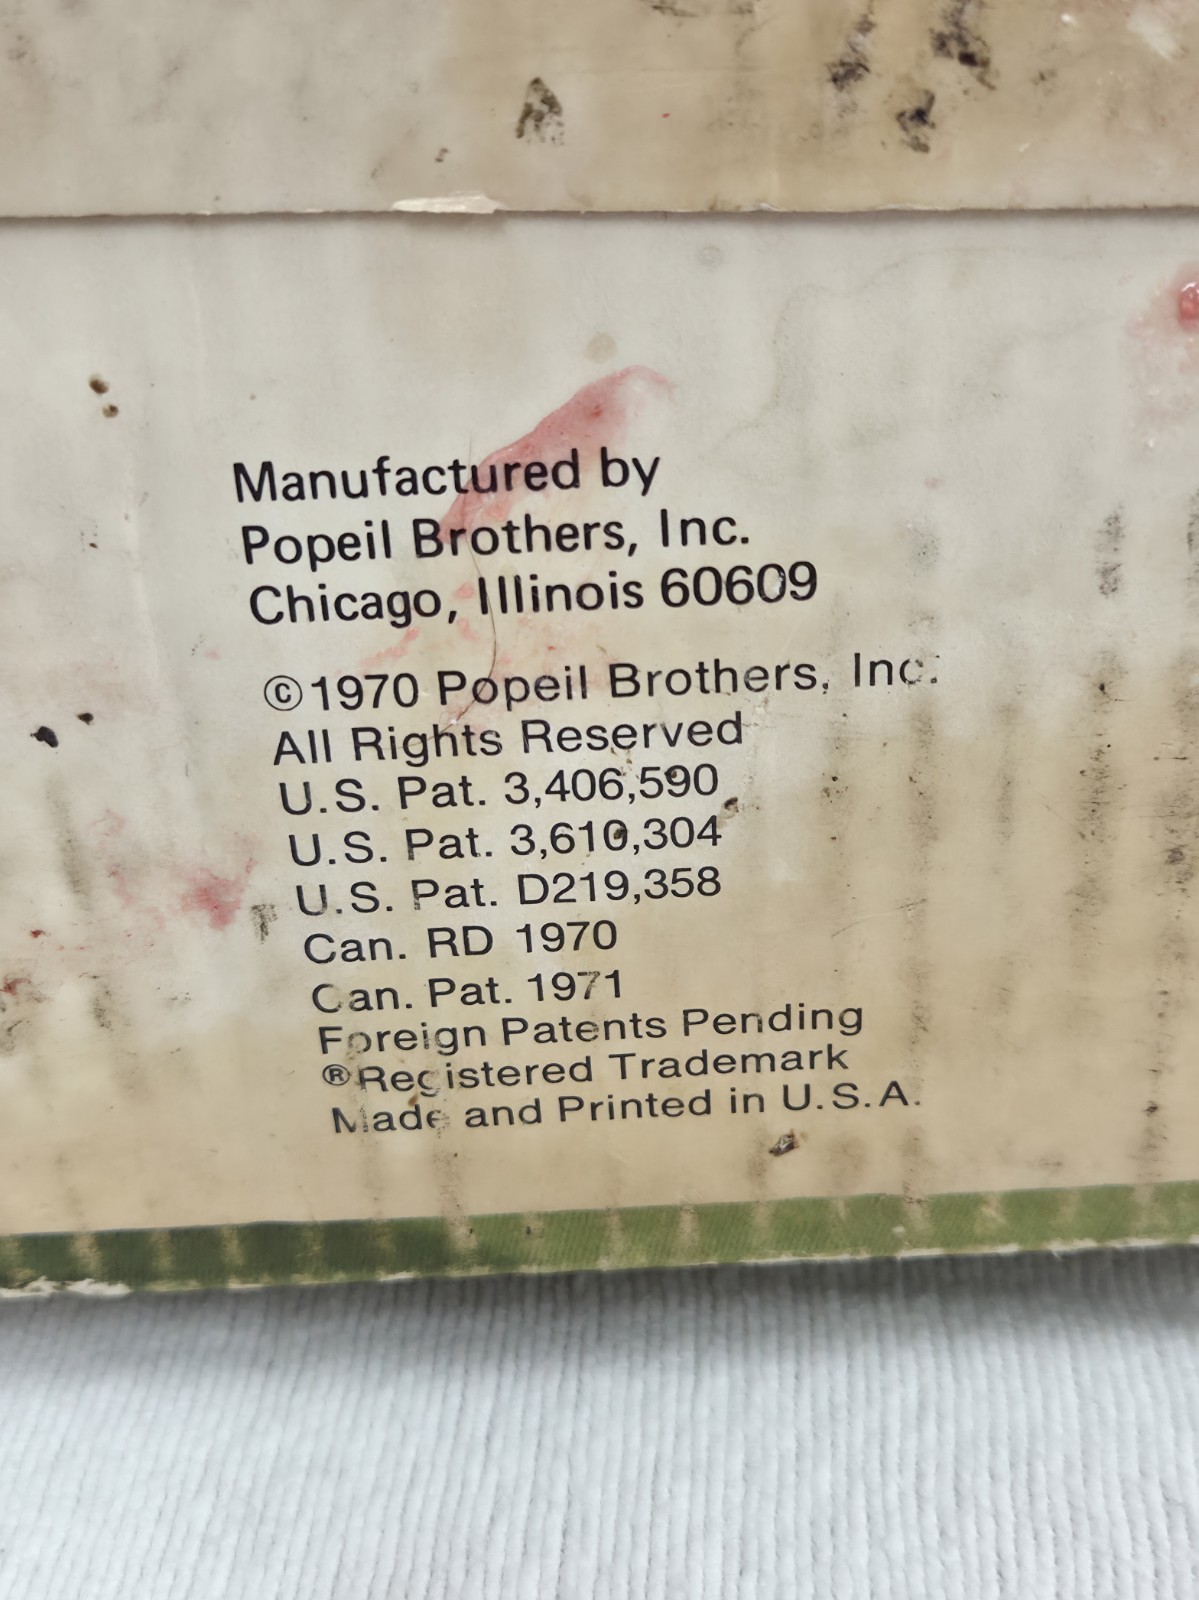 Manufactured by
Popeil Brothers, Inc.
Chicago, Illinois 60609
©1970 Popeil Brothers, Inc.
All Rights Reserved
U.S. Pat. 3,406,590
U.S. Pat. 3,610,304
U.S. Pat. D219,358
Can. RD 1970
Can. Pat. 1971
Foreign Patents Pending
®Registered Trademark
Made and Printed in U.S.A.